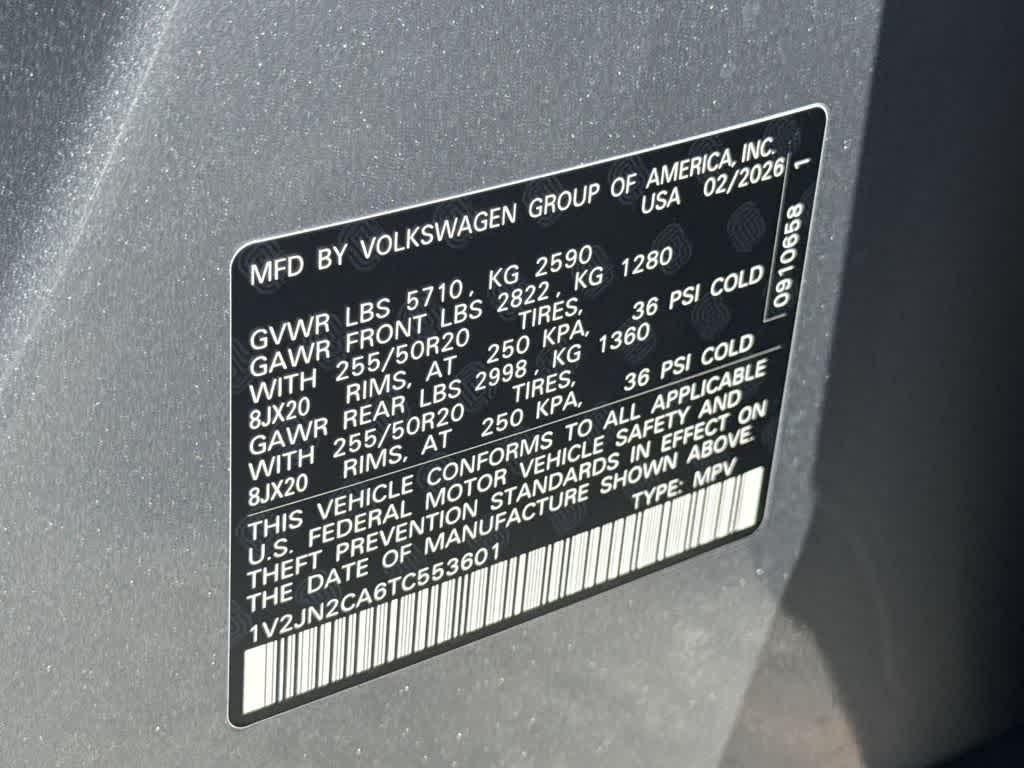 MFD BY VOLKSWAGEN GROUP OF AMERICA, INC.
USA 02/2026
GVWR LBS 5710, KG 2590
GAWR FRONT LBS 2822, KG 1280
WITH 255/50R20 TIRES,
8JX20 RIMS, AT 250 KPA, 36 PSI COLD
GAWR REAR LBS 2998, KG 1360
WITH 255/50R20 TIRES,
8JX20 RIMS, AT 250 KPA, 36 PSI COLD
THIS VEHICLE CONFORMS TO ALL APPLICABLE
U.S. FEDERAL MOTOR VEHICLE SAFETY AND
THEFT PREVENTION STANDARDS IN EFFECT ON
THE DATE OF MANUFACTURE SHOWN ABOVE.
TYPE: MPV
1V2JN2CA6TC553601
0910658 1